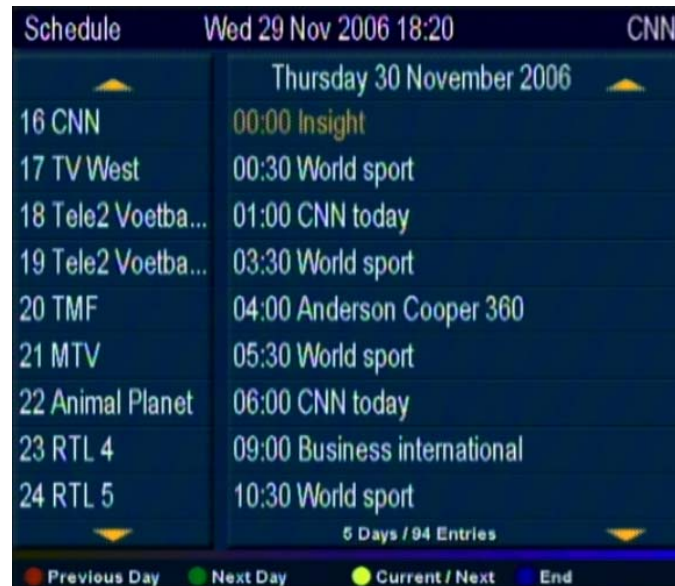 Schedule Wed 29 Nov 2006 18:20 CNN
Thursday 30 November 2006
16 CNN 00:00 Insight
17 TV West 00:30 World sport
18 Tele2 Voetba... 01:00 CNN today
19 Tele2 Voetba... 03:30 World sport
20 TMF 04:00 Anderson Cooper 360
21 MTV 05:30 World sport
22 Animal Planet 06:00 CNN today
23 RTL 4 09:00 Business international
24 RTL 5 10:30 World sport
5 Days / 94 Entries
Previous Day Next Day Current / Next End